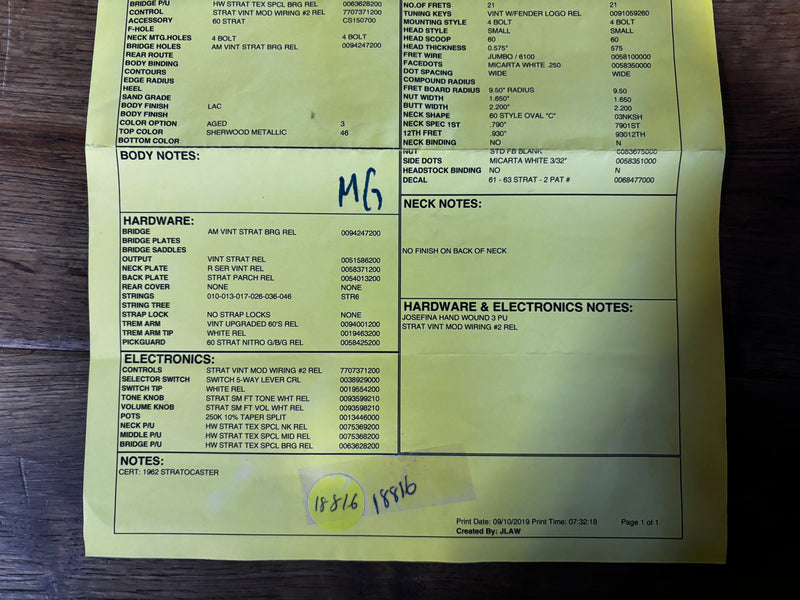 BRIDGE P/U HW STRAT TEX SPCL BRG REL 0063628200
CONTROL STRAT VINT MOD WIRING #2 REL 7707371200
ACCESSORY 60 STRAT CS150700
F-HOLE
NECK MTG.HOLES 4 BOLT 4 BOLT
BRIDGE HOLES AM VINT STRAT BRG REL 0094247200
REAR ROUTE
BODY BINDING
CONTOURS
EDGE RADIUS
HEEL
SAND GRADE
BODY FINISH LAC
BODY FINISH
COLOR OPTION AGED 3
TOP COLOR SHERWOOD METALLIC 46
BOTTOM COLOR
BODY NOTES:
MG
HARDWARE:
BRIDGE AM VINT STRAT BRG REL 0094247200
BRIDGE PLATES
BRIDGE SADDLES
OUTPUT VINT STRAT REL 0051586200
NECK PLATE R SER VINT REL 0058371200
BACK PLATE STRAT PARCH REL 0054013200
REAR COVER NONE NONE
STRINGS 010-013-017-026-036-046 STR6
STRING TREE
STRAP LOCK NO STRAP LOCKS NONE
TREM ARM VINT UPGRADED 60'S REL 0094001200
TREM ARM TIP WHITE REL 0019463200
PICKGUARD 60 STRAT NITRO G/B/G REL 0058425200
ELECTRONICS:
CONTROLS STRAT VINT MOD WIRING #2 REL 7707371200
SELECTOR SWITCH SWITCH 5-WAY LEVER CRL 0038929000
SWITCH TIP WHITE REL 0019554200
TONE KNOB STRAT SM FT TONE WHT REL 0093599210
VOLUME KNOB STRAT SM FT VOL WHT REL 0093598210
POTS 250K 10% TAPER SPLIT 0013446000
NECK P/U HW STRAT TEX SPCL NK REL 0075369200
MIDDLE P/U HW STRAT TEX SPCL MID REL 0075368200
BRIDGE P/U HW STRAT TEX SPCL BRG REL 0063628200
NO.OF FRETS 21 21
TUNING KEYS VINT W/FENDER LOGO REL 0091059260
MOUNTING STYLE 4 BOLT 4 BOLT
HEAD STYLE SMALL SMALL
HEAD SCOOP 60 60
HEAD THICKNESS 0.575" 575
FRET WIRE JUMBO / 6100 0058100000
FACEDOTS MICARTA WHITE .250 0058350000
DOT SPACING WIDE WIDE
COMPOUND RADIUS
FRET BOARD RADIUS 9.50" RADIUS 9.50
NUT WIDTH 1.650" 1.650
BUTT WIDTH 2.200" 2.200
NECK SHAPE 60 STYLE OVAL "C" 03NKSH
NECK SPEC 1ST .790" 7901ST
12TH FRET .930" 93012TH
NECK BINDING NO N
NUT STD PB BLANK 0083675000
SIDE DOTS MICARTA WHITE 3/32" 0058351000
HEADSTOCK BINDING NO N
DECAL 61 - 63 STRAT - 2 PAT # 0068477000
NECK NOTES:
NO FINISH ON BACK OF NECK
HARDWARE & ELECTRONICS NOTES:
JOSEFINA HAND WOUND 3 PU
STRAT VINT MOD WIRING #2 REL
NOTES:
CERT: 1962 STRATOCASTER
18816 18816
Print Date: 09/10/2019 Print Time: 07:32:18 Page 1 of 1
Created By: JLAW